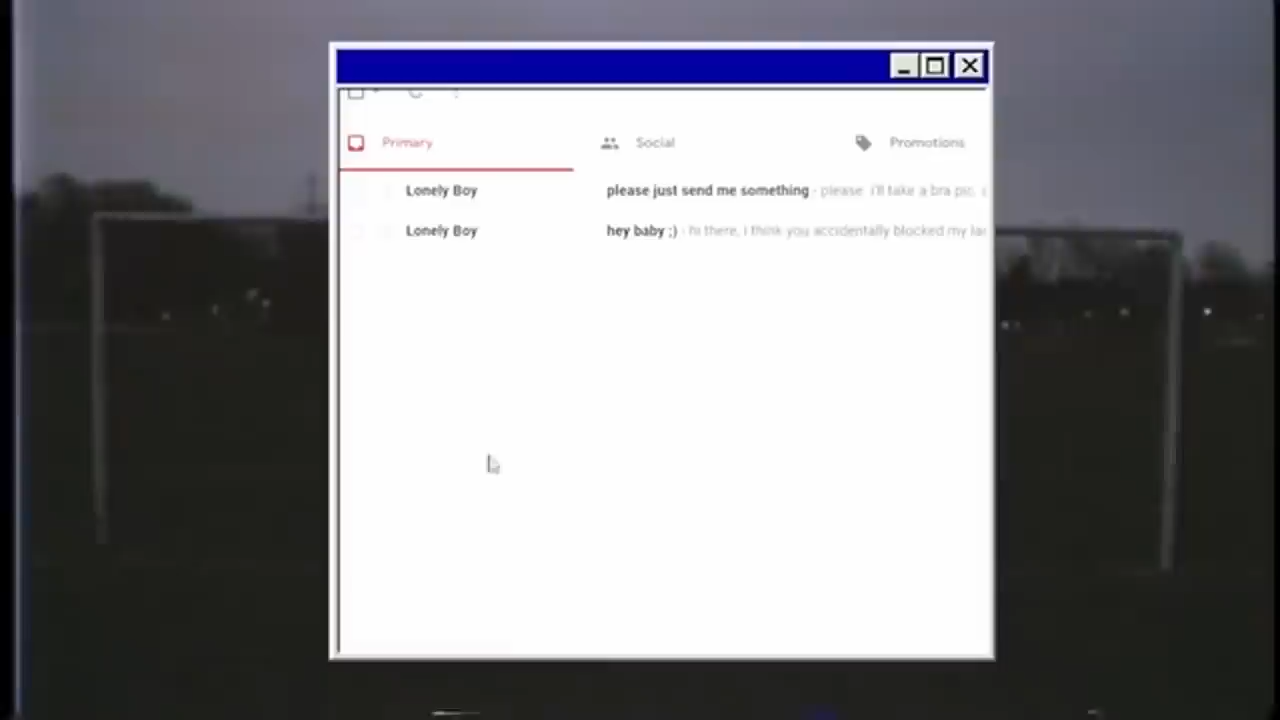 Primary
Social
Promotions
Lonely Boy
please just send me something - please. i'll take a bra pic.
Lonely Boy
hey baby ;) - hi there, i think you accidentally blocked my